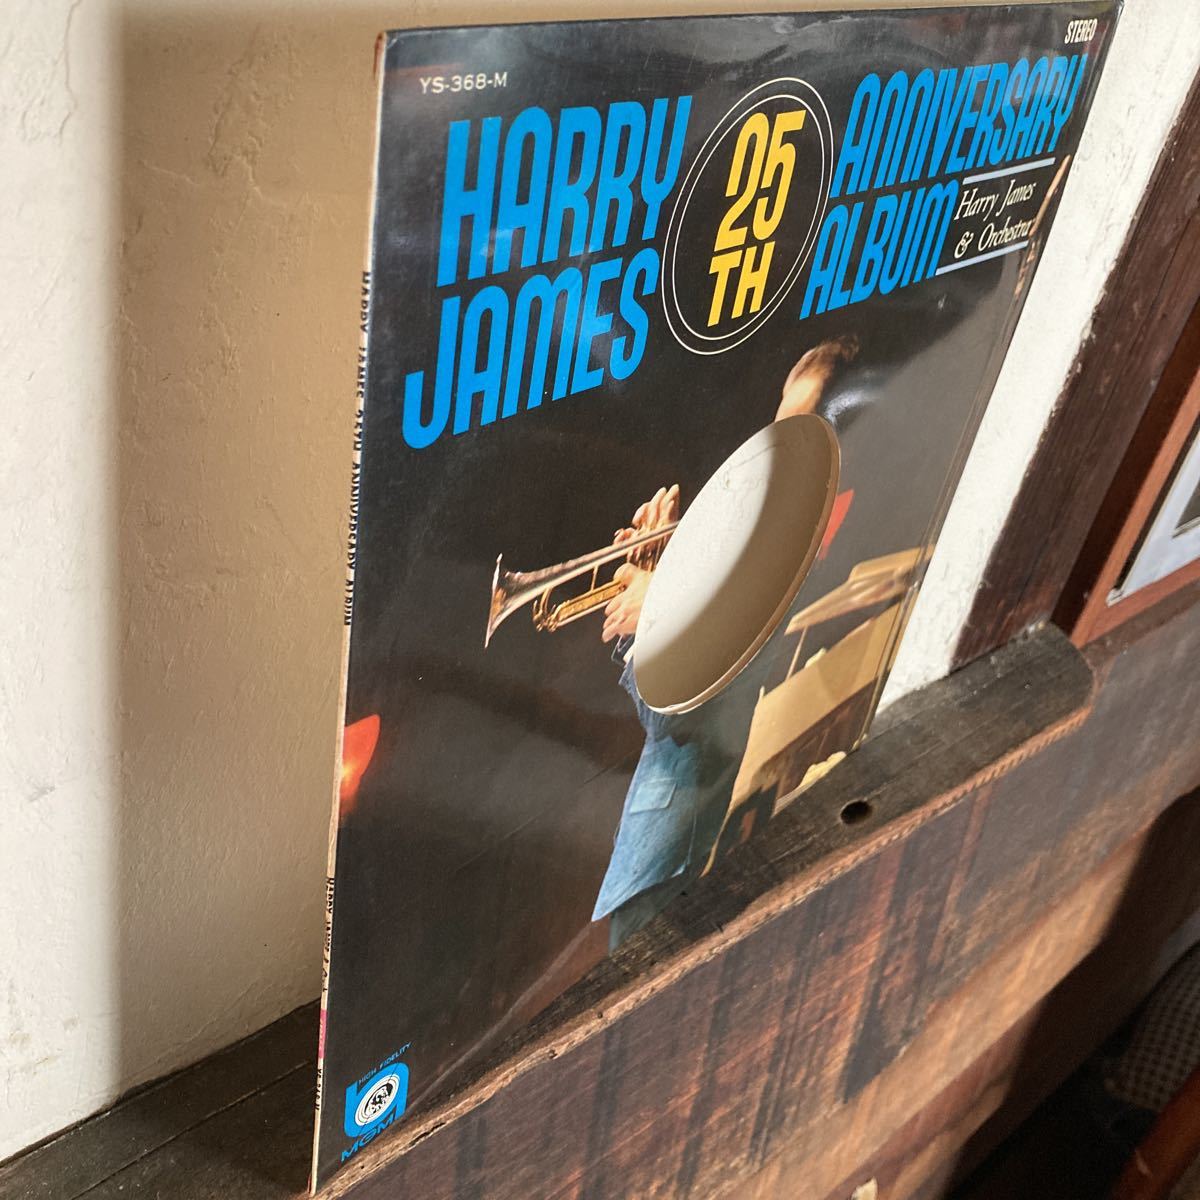 YS-368-M
STEREO
HARRY
JAMES
25
TH
ANNIVERSARY
ALBUM
Harry James
& Orchestra
HARRY JAMES 25TH ANNIVERSARY ALBUM
HIGH FIDELITY
MGM